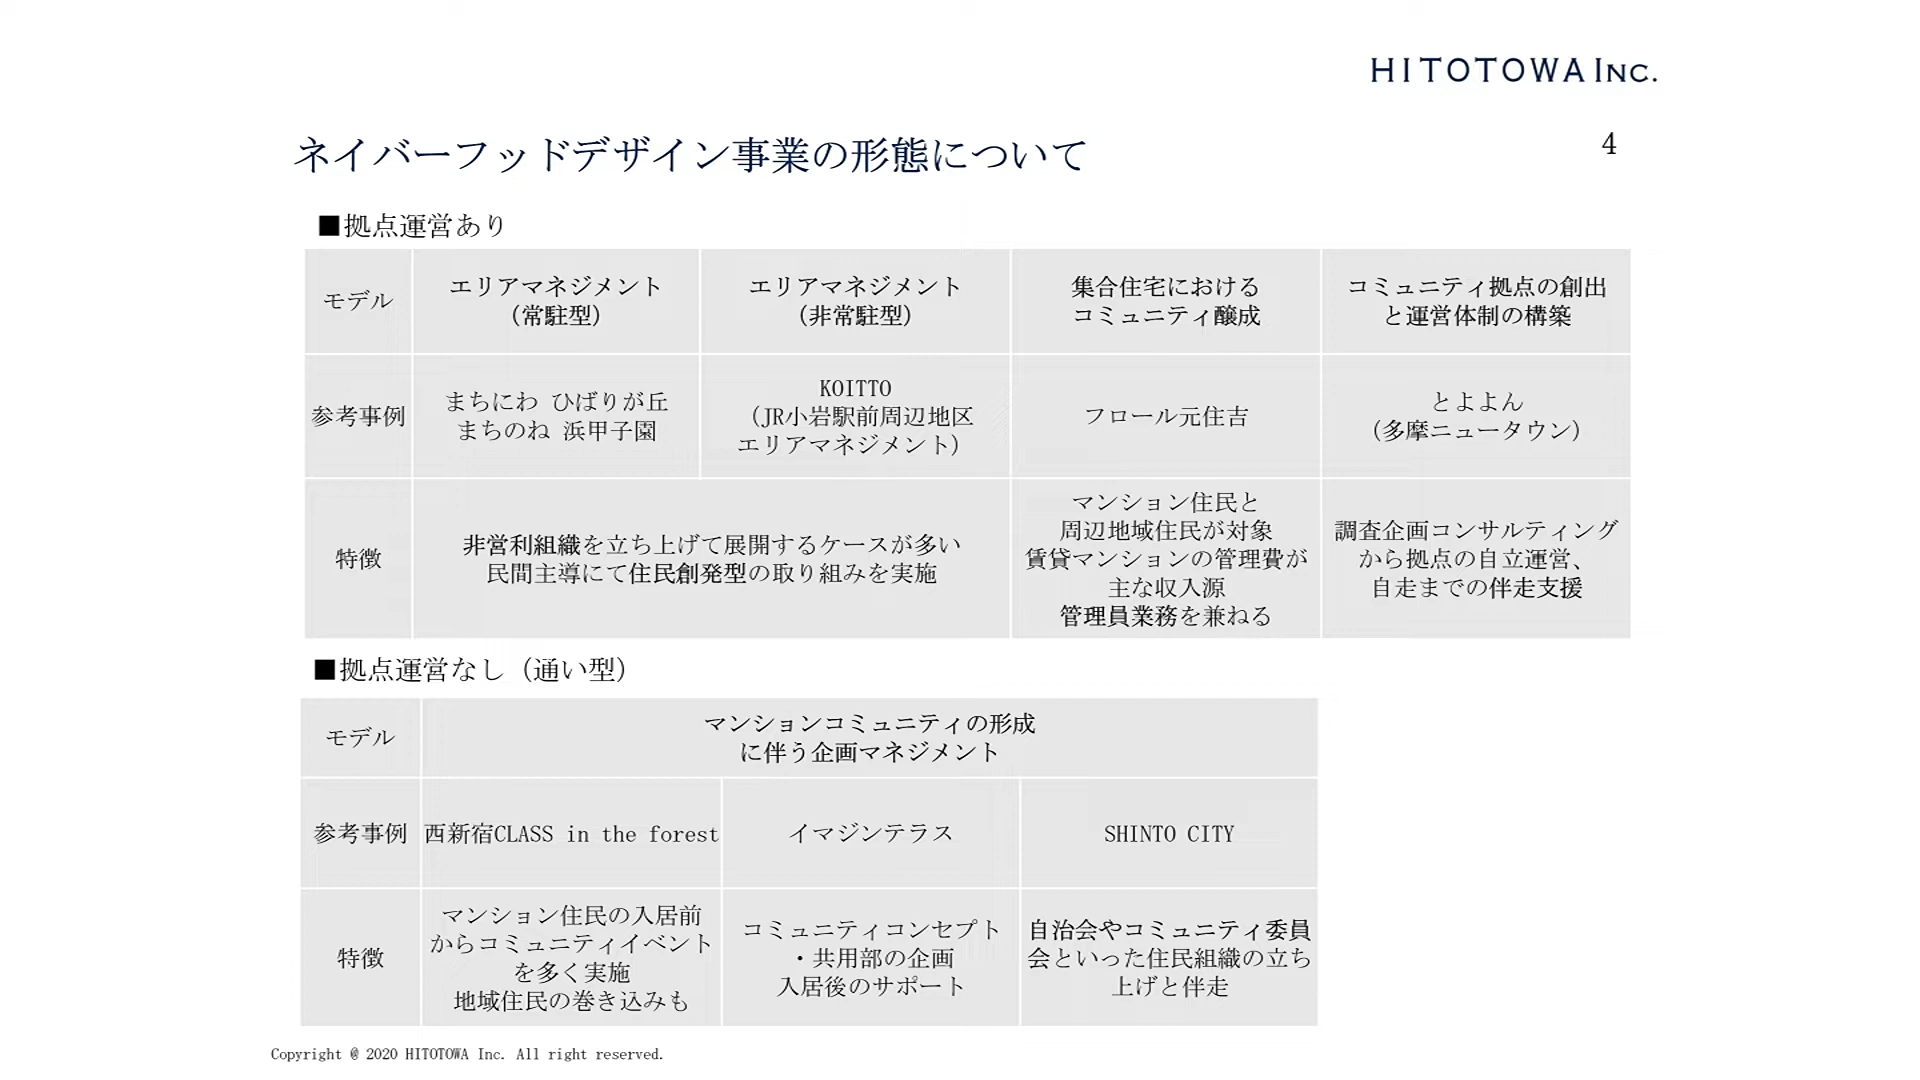 HITOTOWA INC.
ネイバーフッドデザイン事業の形態について
4
■拠点運営あり
モデル
エリアマネジメント
（常駐型）
エリアマネジメント
（非常駐型）
集合住宅における
コミュニティ醸成
コミュニティ拠点の創出
と運営体制の構築
参考事例
まちにわ ひばりが丘
まちのね 浜甲子園
KOITTO
（JR小岩駅前周辺地区
エリアマネジメント）
フロール元住吉
とよよん
（多摩ニュータウン）
特徴
非営利組織を立ち上げて展開するケースが多い
民間主導にて住民創発型の取り組みを実施
マンション住民と
周辺地域住民が対象
賃貸マンションの管理費が
主な収入源
管理員業務を兼ねる
調査企画コンサルティング
から拠点の自立運営、
自走までの伴走支援
■拠点運営なし（通い型）
モデル
マンションコミュニティの形成
に伴う企画マネジメント
参考事例
西新宿CLASS in the forest
イマジンテラス
SHINTO CITY
特徴
マンション住民の入居前
からコミュニティイベント
を多く実施
地域住民の巻き込みも
コミュニティコンセプト
・共用部の企画
入居後のサポート
自治会やコミュニティ委員
会といった住民組織の立ち
上げと伴走
Copyright @ 2020 HITOTOWA Inc. All right reserved.